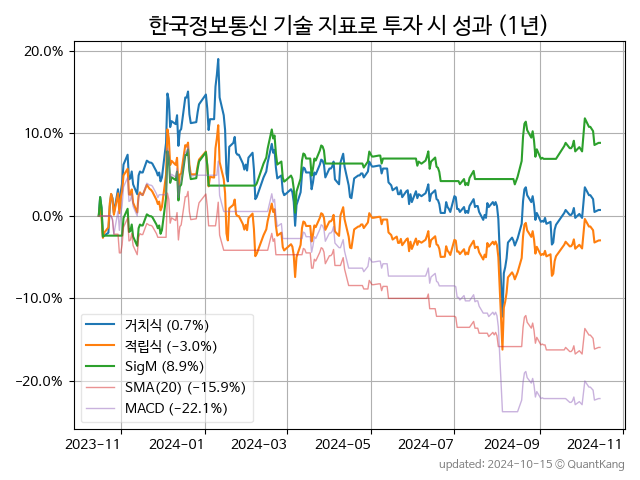 한국정보통신 기술 지표로 투자 시 성과 (1년)
20.0%
10.0%
0.0%
−10.0%
−20.0%
거치식 (0.7%)
적립식 (−3.0%)
SigM (8.9%)
SMA(20) (−15.9%)
MACD (−22.1%)
2023-11 2024-01 2024-03 2024-05 2024-07 2024-09 2024-11
updated: 2024-10-15 © QuantKang